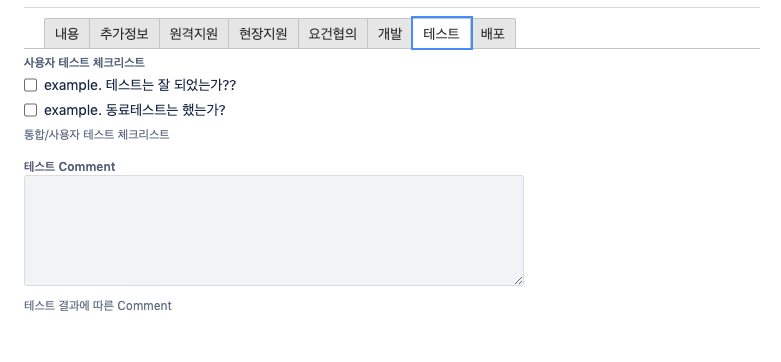 내용 추가정보 원격지원 현장지원 요건협의 개발 테스트 배포
사용자 테스트 체크리스트
example. 테스트는 잘 되었는가??
example. 동료테스트는 했는가?
통합/사용자 테스트 체크리스트
테스트 Comment
테스트 결과에 따른 Comment